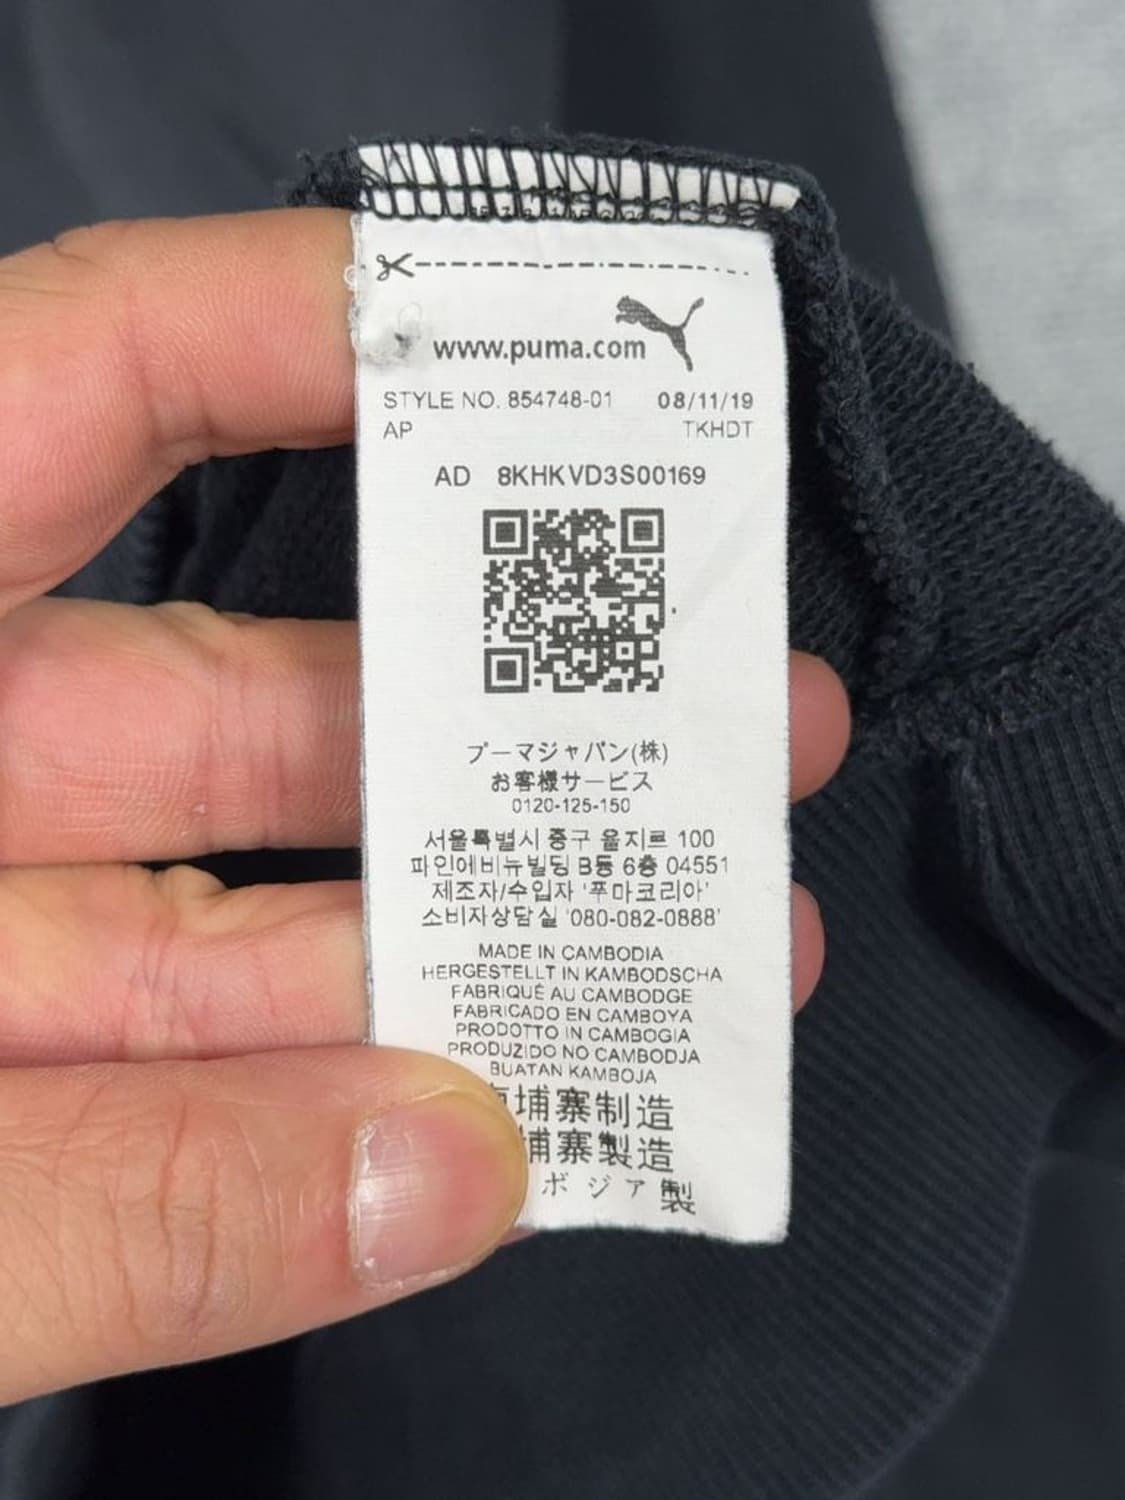 www.puma.com
STYLE NO. 854748-01 08/11/19
AP TKHDT
AD 8KHKVD3S00169
プーマジャパン(株)
お客様サービス
0120-125-150
서울특별시 중구 을지로 100
파인에비뉴빌딩 B동 6층 04551
제조자/수입자 '푸마코리아'
소비자상담실 '080-082-0888'
MADE IN CAMBODIA
HERGESTELLT IN KAMBODSCHA
FABRIQUÉ AU CAMBODGE
FABRICADO EN CAMBOYA
PRODOTTO IN CAMBOGIA
PRODUZIDO NO CAMBODJA
BUATAN KAMBOJA
埔寨制造
埔寨製造
ボジア製